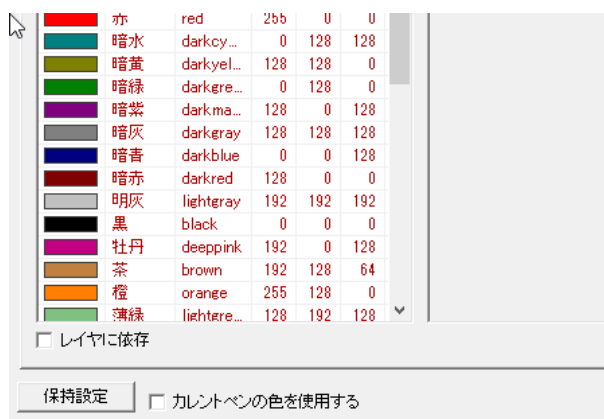 赤 red 255 0 0
暗水 darkcy... 0 128 128
暗黄 darkyel... 128 128 0
暗緑 darkgre... 0 128 0
暗紫 darkma... 128 0 128
暗灰 darkgray 128 128 128
暗青 darkblue 0 0 128
暗赤 darkred 128 0 0
明灰 lightgray 192 192 192
黒 black 0 0 0
牡丹 deeppink 192 0 128
茶 brown 192 128 64
橙 orange 255 128 0
薄緑 lightgre... 128 192 128
レイヤに依存
保持設定 カレントペンの色を使用する